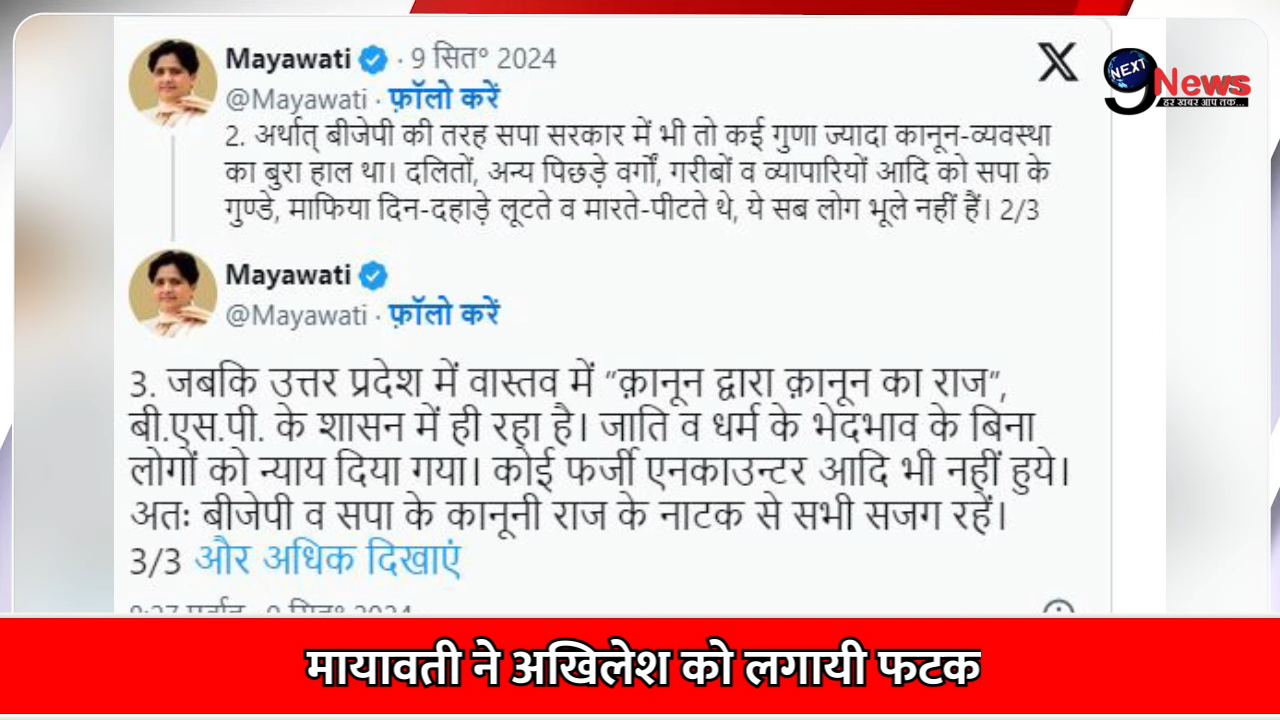 Mayawati · 9 सित॰ 2024
@Mayawati · फ़ॉलो करें
2. अर्थात् बीजेपी की तरह सपा सरकार में भी तो कई गुणा ज्यादा कानून-व्यवस्था
का बुरा हाल था। दलितों, अन्य पिछड़े वर्गों, गरीबों व व्यापारियों आदि को सपा के
गुण्डे, माफिया दिन-दहाड़े लूटते व मारते-पीटते थे, ये सब लोग भूले नहीं हैं। 2/3
NEXT
9News
हर खबर आप तक...
Mayawati
@Mayawati · फ़ॉलो करें
3. जबकि उत्तर प्रदेश में वास्तव में “क़ानून द्वारा क़ानून का राज”,
बी.एस.पी. के शासन में ही रहा है। जाति व धर्म के भेदभाव के बिना
लोगों को न्याय दिया गया। कोई फर्जी एनकाउन्टर आदि भी नहीं हुये।
अतः बीजेपी व सपा के कानूनी राज के नाटक से सभी सजग रहें।
3/3 और अधिक दिखाएं
मायावती ने अखिलेश को लगायी फटक